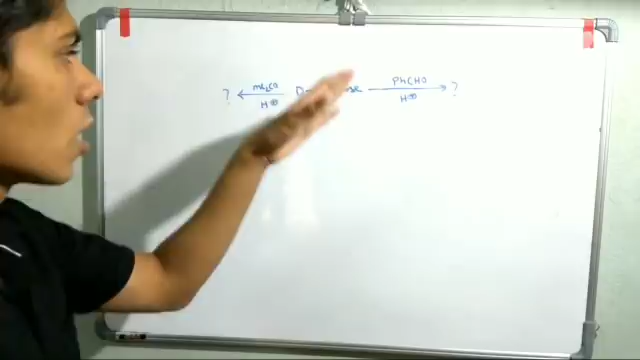 ? ← me₂CO H⊕ PhCHO H⊕ → ?